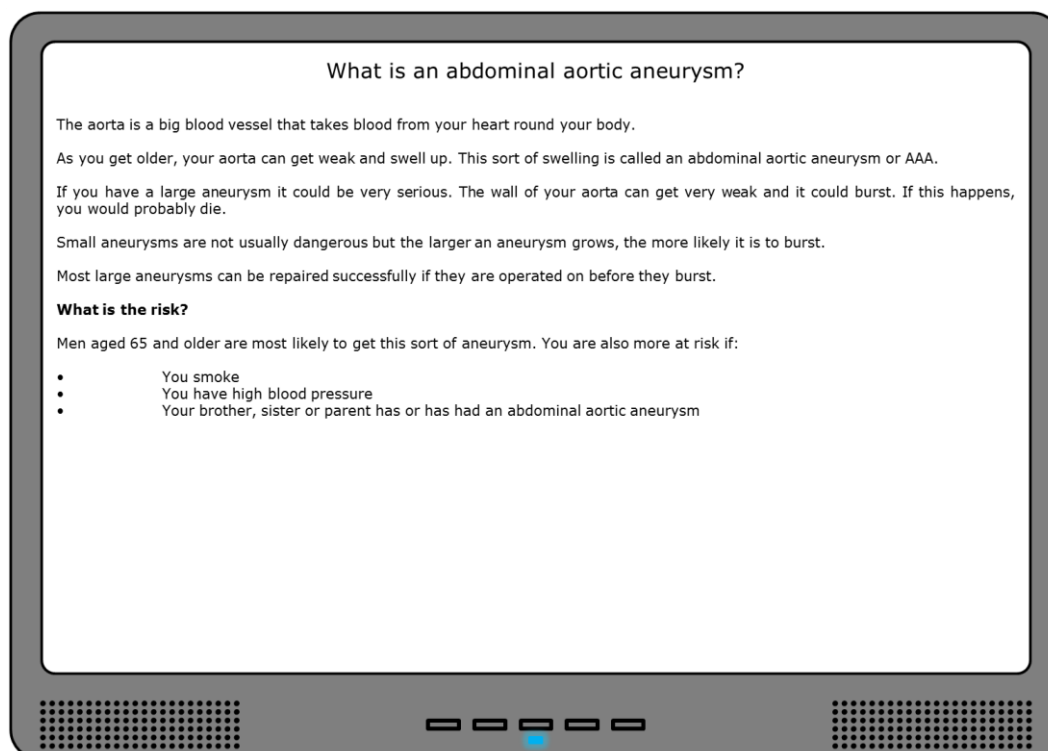 What is an abdominal aortic aneurysm?
The aorta is a big blood vessel that takes blood from your heart round your body.
As you get older, your aorta can get weak and swell up. This sort of swelling is called an abdominal aortic aneurysm or AAA.
If you have a large aneurysm it could be very serious. The wall of your aorta can get very weak and it could burst. If this happens,
you would probably die.
Small aneurysms are not usually dangerous but the larger an aneurysm grows, the more likely it is to burst.
Most large aneurysms can be repaired successfully if they are operated on before they burst.
What is the risk?
Men aged 65 and older are most likely to get this sort of aneurysm. You are also more at risk if:
• You smoke
• You have high blood pressure
• Your brother, sister or parent has or has had an abdominal aortic aneurysm